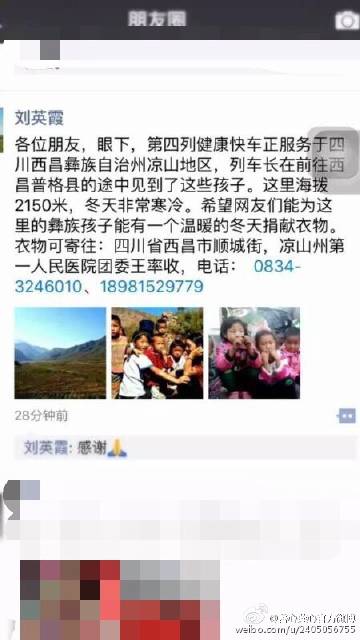 朋友圈
刘英霞
各位朋友，眼下，第四列健康快车正服务于四
川西昌彝族自治州凉山地区，列车长在前往西
昌普格县的途中见到了这些孩子。这里海拔
2150米，冬天非常寒冷。希望网友们能为这
里的彝族孩子能有一个温暖的冬天捐献衣物。
衣物可寄往：四川省西昌市顺城街，凉山州第
一人民医院团委王率收，电话： 0834-
3246010、18981529779
28分钟前
刘英霞: 感谢🙏
weibo.com/u/2405056755